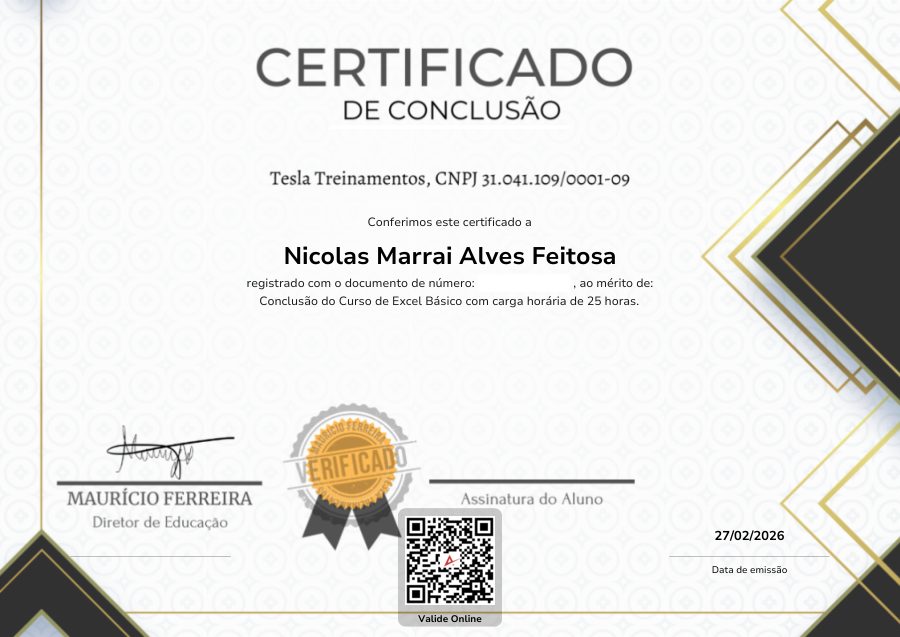 CERTIFICADO
DE CONCLUSÃO
Tesla Treinamentos, CNPJ 31.041.109/0001-09
Conferimos este certificado a
Nicolas Marrai Alves Feitosa
registrado com o documento de número: , ao mérito de:
Conclusão do Curso de Excel Básico com carga horária de 25 horas.
MAURÍCIO FERREIRA
VERIFICADO
MAURÍCIO FERREIRA
Diretor de Educação
Assinatura do Aluno
27/02/2026
Data de emissão
Valide Online